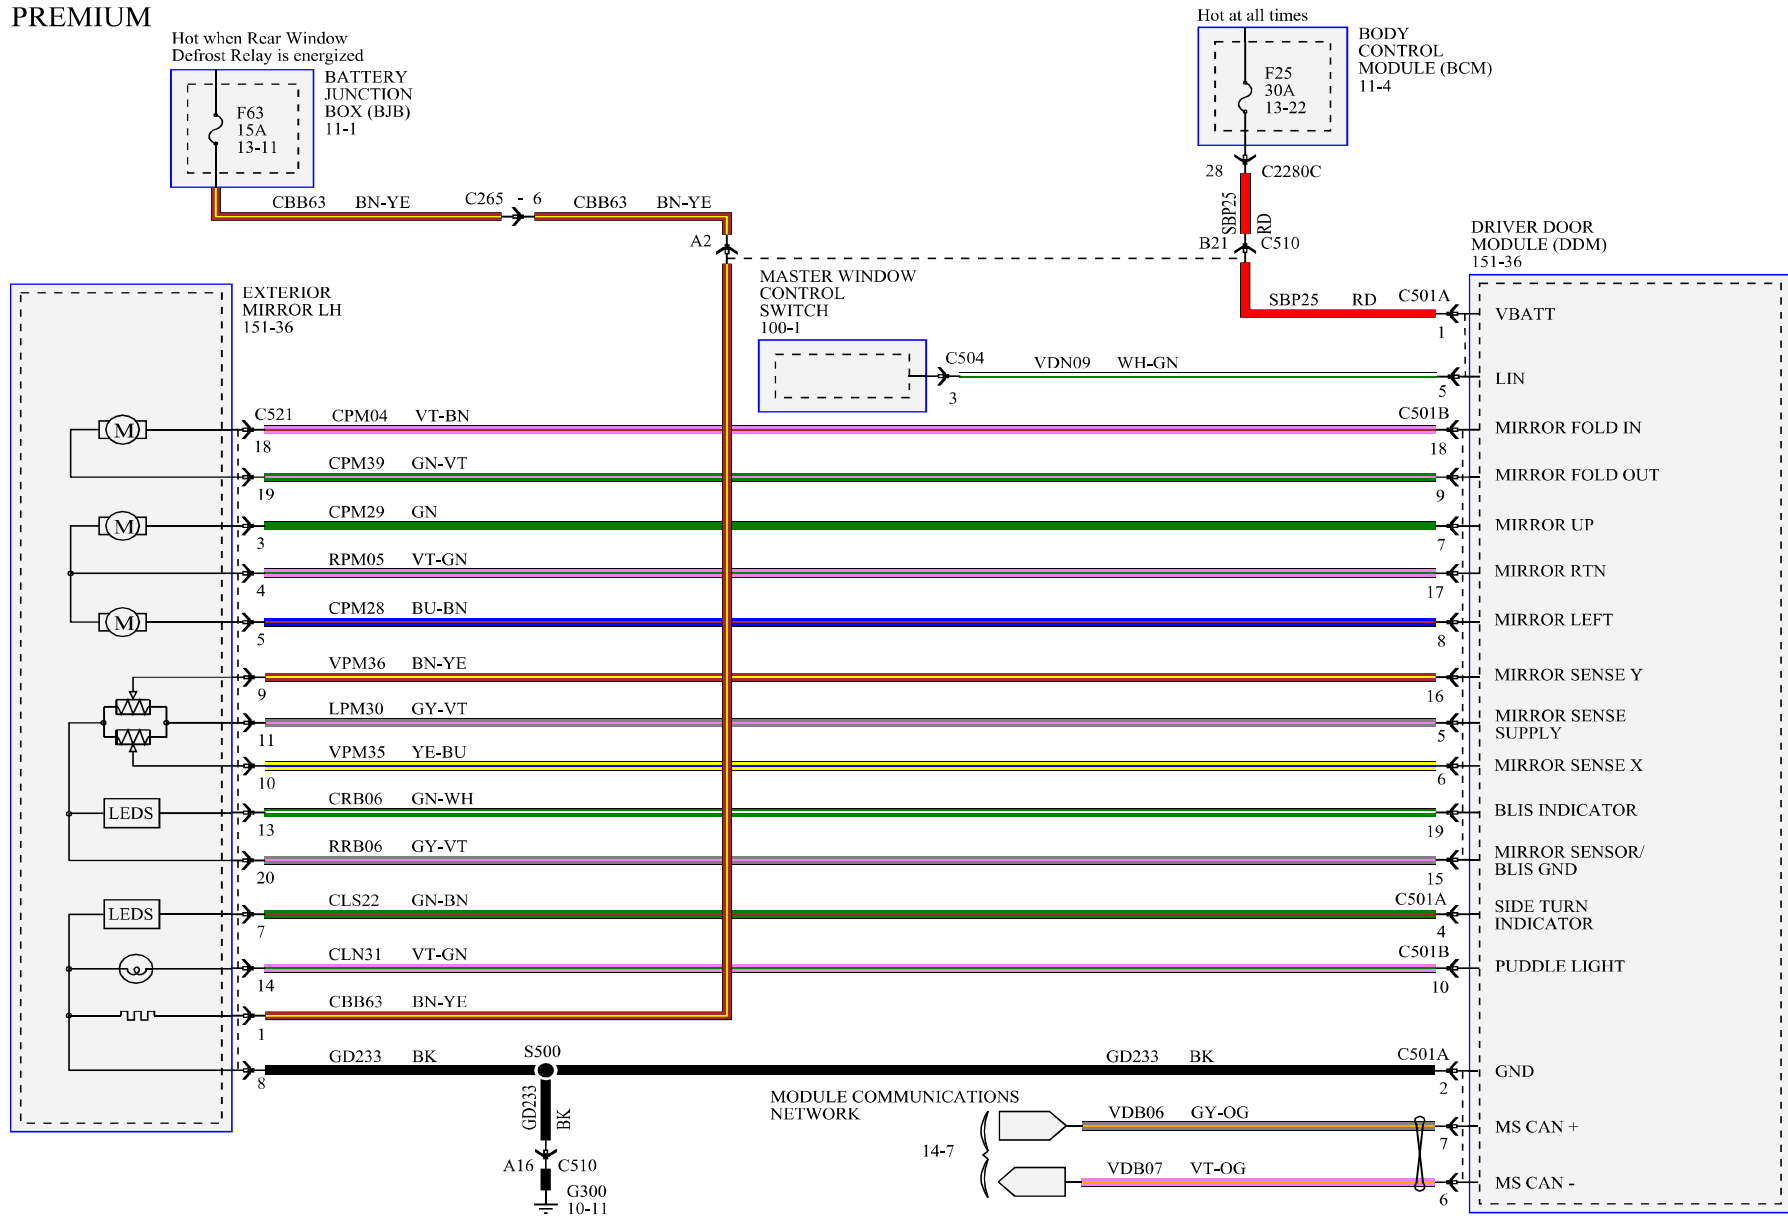 PREMIUM
Hot when Rear Window
Defrost Relay is energized
BATTERY
JUNCTION
BOX (BJB)
11-1
F63
15A
13-11
Hot at all times
BODY
CONTROL
MODULE (BCM)
11-4
F25
30A
13-22
28 C2280C
SBP25
RD
B21 C510
CBB63 BN-YE C265 - 6 CBB63 BN-YE
A2
DRIVER DOOR
MODULE (DDM)
151-36
EXTERIOR
MIRROR LH
151-36
MASTER WINDOW
CONTROL
SWITCH
100-1
SBP25 RD C501A
1
VBATT
C504
3
VDN09 WH-GN
5
LIN
M
C521
18
CPM04 VT-BN
C501B
18
MIRROR FOLD IN
CPM39 GN-VT
19
9
MIRROR FOLD OUT
M
CPM29 GN
3
7
MIRROR UP
RPM05 VT-GN
4
17
MIRROR RTN
M
CPM28 BU-BN
5
8
MIRROR LEFT
VPM36 BN-YE
9
16
MIRROR SENSE Y
LPM30 GY-VT
11
5
MIRROR SENSE
SUPPLY
VPM35 YE-BU
10
6
MIRROR SENSE X
LEDS
CRB06 GN-WH
13
19
BLIS INDICATOR
RRB06 GY-VT
20
15
MIRROR SENSOR/
BLIS GND
LEDS
CLS22 GN-BN
7
C501A
4
SIDE TURN
INDICATOR
CLN31 VT-GN
14
C501B
10
PUDDLE LIGHT
CBB63 BN-YE
1
GD233 BK
8
S500
GD233 BK
C501A
2
GND
GD233
BK
A16 C510
G300
10-11
MODULE COMMUNICATIONS
NETWORK
14-7
VDB06 GY-OG
7
MS CAN +
VDB07 VT-OG
6
MS CAN -